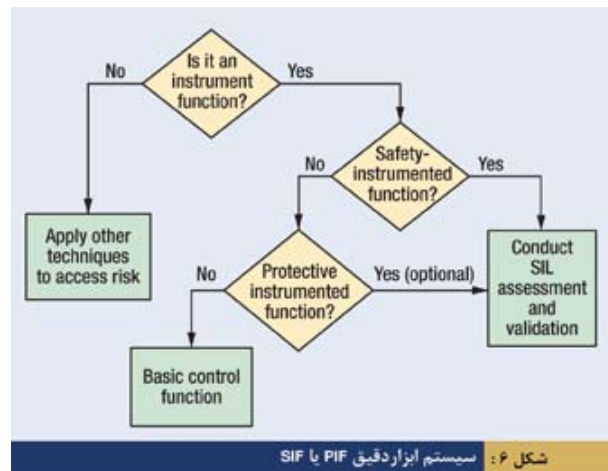 Is it an
instrument
function?
No
Yes
Safety-
instrumented
function?
No
Yes
Apply other
techniques
to access risk
Protective
instrumented
function?
No
Yes (optional)
Conduct
SIL
assessment
and
validation
Basic control
function
شکل ۶: سیستم ابزاردقیق PIF یا SIF